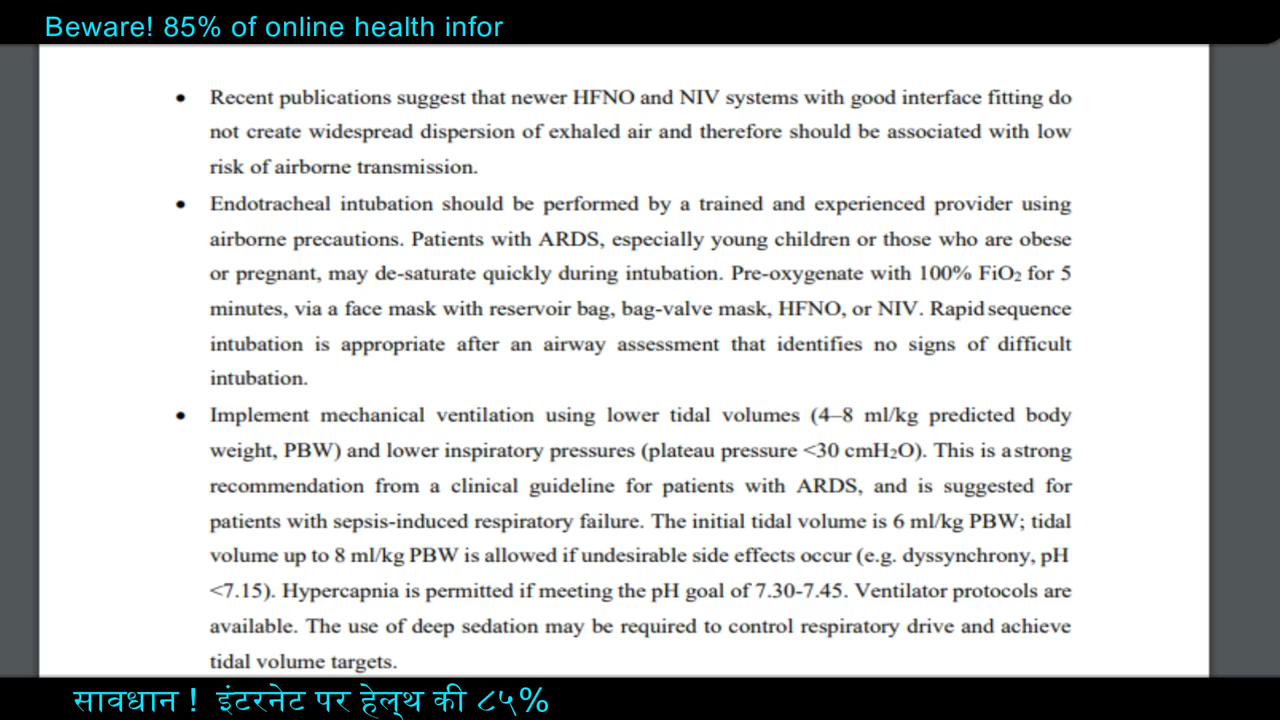 Beware! 85% of online health infor
• Recent publications suggest that newer HFNO and NIV systems with good interface fitting do
not create widespread dispersion of exhaled air and therefore should be associated with low
risk of airborne transmission.
• Endotracheal intubation should be performed by a trained and experienced provider using
airborne precautions. Patients with ARDS, especially young children or those who are obese
or pregnant, may de-saturate quickly during intubation. Pre-oxygenate with 100% FiO₂ for 5
minutes, via a face mask with reservoir bag, bag-valve mask, HFNO, or NIV. Rapid sequence
intubation is appropriate after an airway assessment that identifies no signs of difficult
intubation.
• Implement mechanical ventilation using lower tidal volumes (4–8 ml/kg predicted body
weight, PBW) and lower inspiratory pressures (plateau pressure <30 cmH₂O). This is a strong
recommendation from a clinical guideline for patients with ARDS, and is suggested for
patients with sepsis-induced respiratory failure. The initial tidal volume is 6 ml/kg PBW; tidal
volume up to 8 ml/kg PBW is allowed if undesirable side effects occur (e.g. dyssynchrony, pH
<7.15). Hypercapnia is permitted if meeting the pH goal of 7.30-7.45. Ventilator protocols are
available. The use of deep sedation may be required to control respiratory drive and achieve
tidal volume targets.
सावधान ! इंटरनेट पर हेल्थ की ८५%